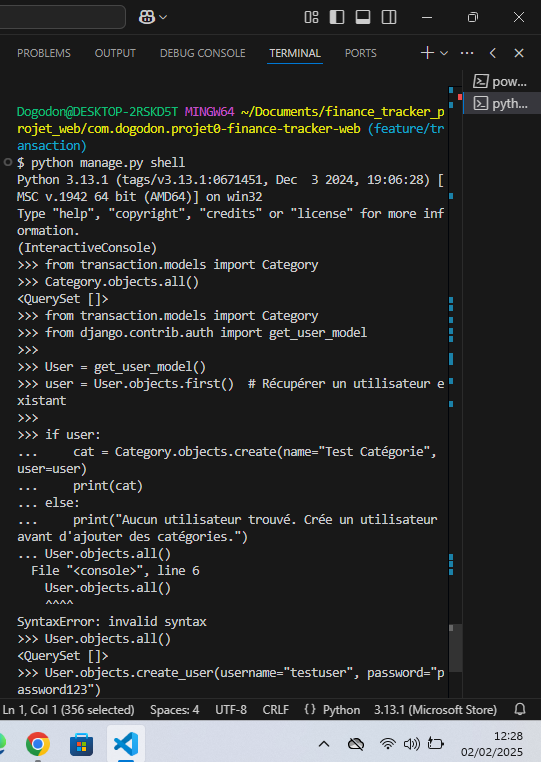 PROBLEMS OUTPUT DEBUG CONSOLE TERMINAL PORTS
pow...
pyth...
Dogodon@DESKTOP-2RSKD5T MINGW64 ~/Documents/finance_tracker_p
rojet_web/com.dogodon.projet0-finance-tracker-web (feature/tr
ansaction)
$ python manage.py shell
Python 3.13.1 (tags/v3.13.1:0671451, Dec  3 2024, 19:06:28) [
MSC v.1942 64 bit (AMD64)] on win32
Type "help", "copyright", "credits" or "license" for more inf
ormation.
(InteractiveConsole)
>>> from transaction.models import Category
>>> Category.objects.all()
<QuerySet []>
>>> from transaction.models import Category
>>> from django.contrib.auth import get_user_model
>>>
>>> User = get_user_model()
>>> user = User.objects.first()  # Récupérer un utilisateur e
xistant
>>>
>>> if user:
...     cat = Category.objects.create(name="Test Catégorie",
user=user)
...     print(cat)
... else:
...     print("Aucun utilisateur trouvé. Crée un utilisateur
avant d'ajouter des catégories.")
... User.objects.all()
  File "<console>", line 6
    User.objects.all()
    ^^^^
SyntaxError: invalid syntax
>>> User.objects.all()
<QuerySet []>
>>> User.objects.create_user(username="testuser", password="p
assword123")
Ln 1, Col 1 (356 selected) Spaces: 4 UTF-8 CRLF {} Python 3.13.1 (Microsoft Store)
12:28
02/02/2025